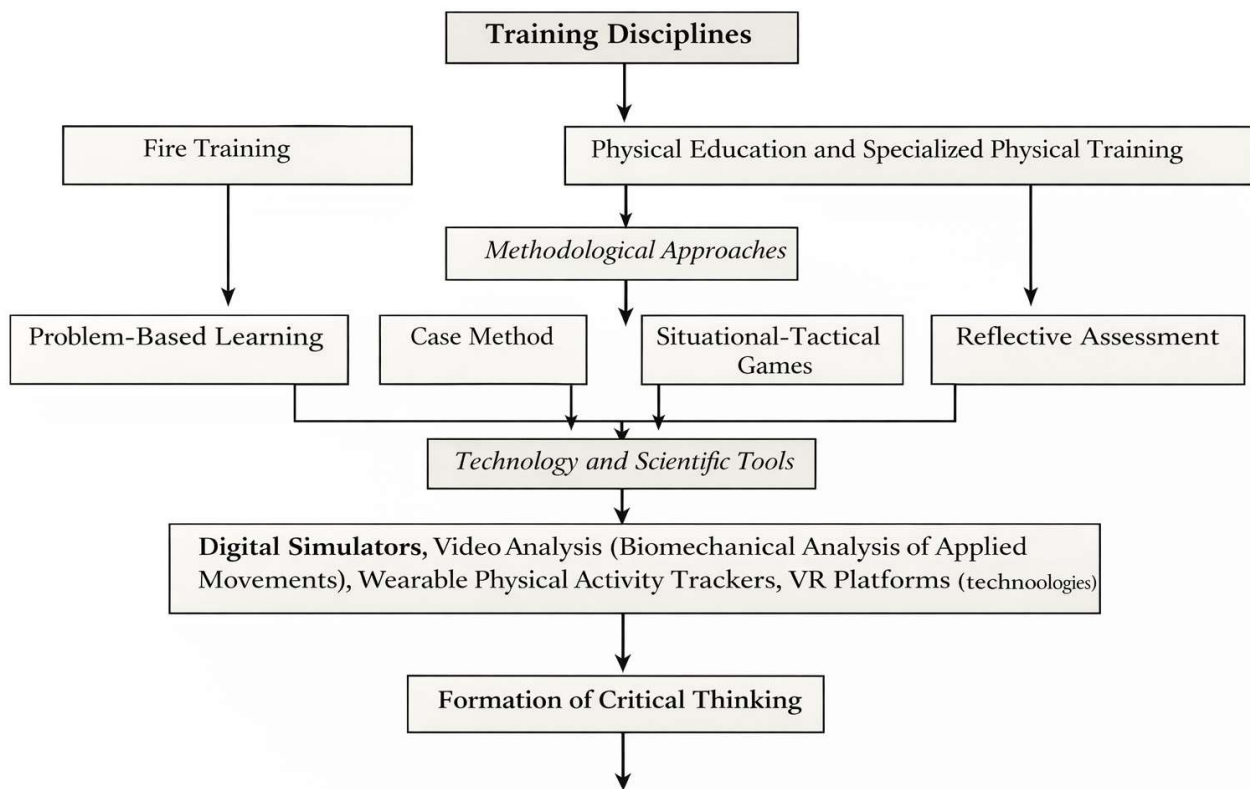 Training Disciplines
Fire Training
Physical Education and Specialized Physical Training
Methodological Approaches
Problem-Based Learning
Case Method
Situational-Tactical
Games
Reflective Assessment
Technology and Scientific Tools
Digital Simulators, Video Analysis (Biomechanical Analysis of Applied
Movements), Wearable Physical Activity Trackers, VR Platforms (technoologies)
Formation of Critical Thinking